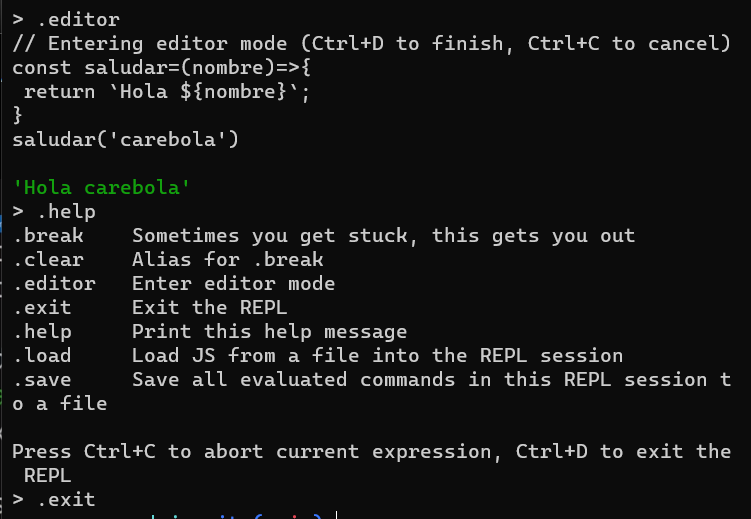 > .editor
// Entering editor mode (Ctrl+D to finish, Ctrl+C to cancel)
const saludar=(nombre)=>{
 return `Hola ${nombre}`;
}
saludar('carebola')
'Hola carebola'
> .help
.break    Sometimes you get stuck, this gets you out
.clear    Alias for .break
.editor   Enter editor mode
.exit     Exit the REPL
.help     Print this help message
.load     Load JS from a file into the REPL session
.save     Save all evaluated commands in this REPL session t
o a file
Press Ctrl+C to abort current expression, Ctrl+D to exit the
 REPL
> .exit